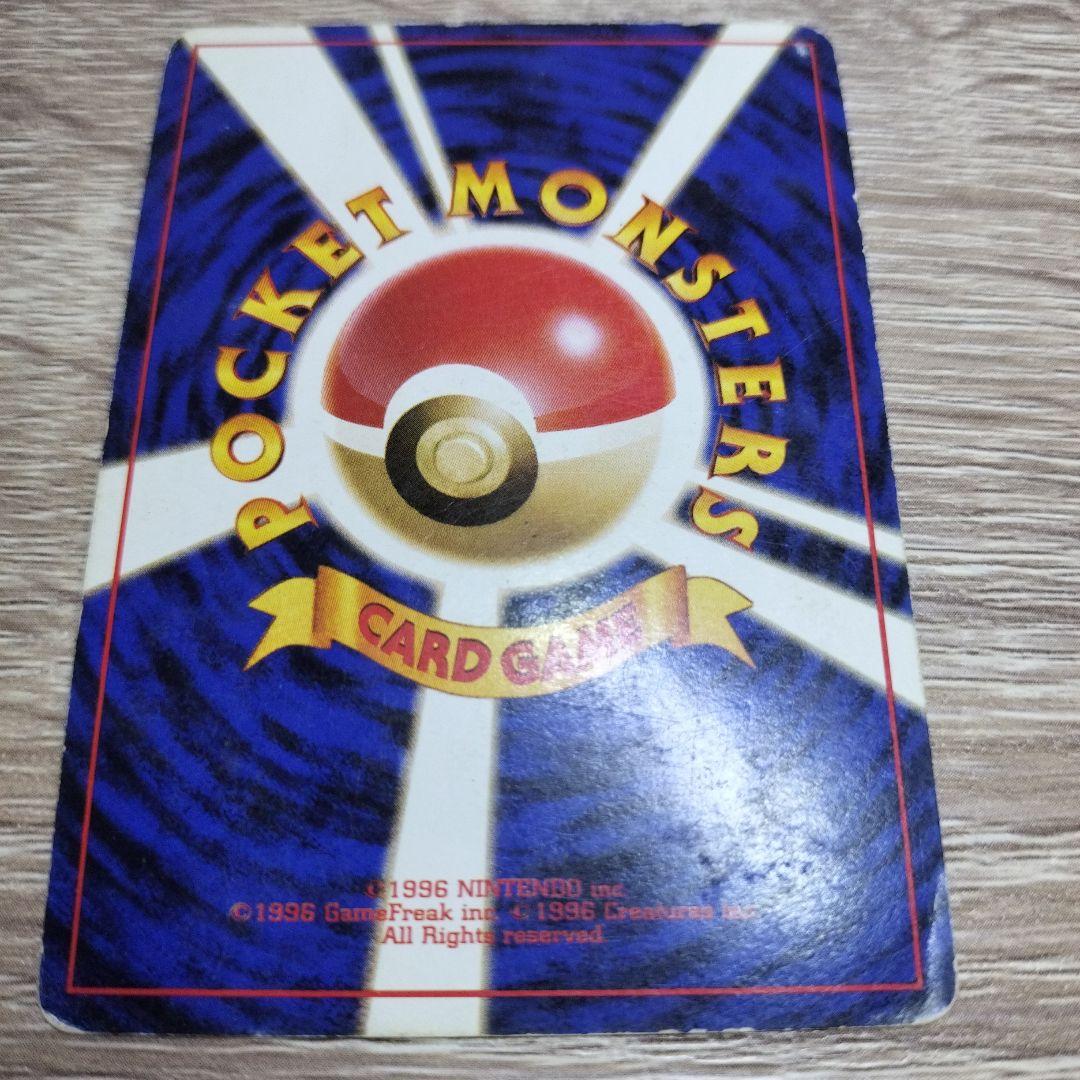 POCKET MONSTERS
CARD GAME
©1996 NINTENDO inc.
©1996 GameFreak inc. ©1996 Creatures inc.
All Rights reserved.